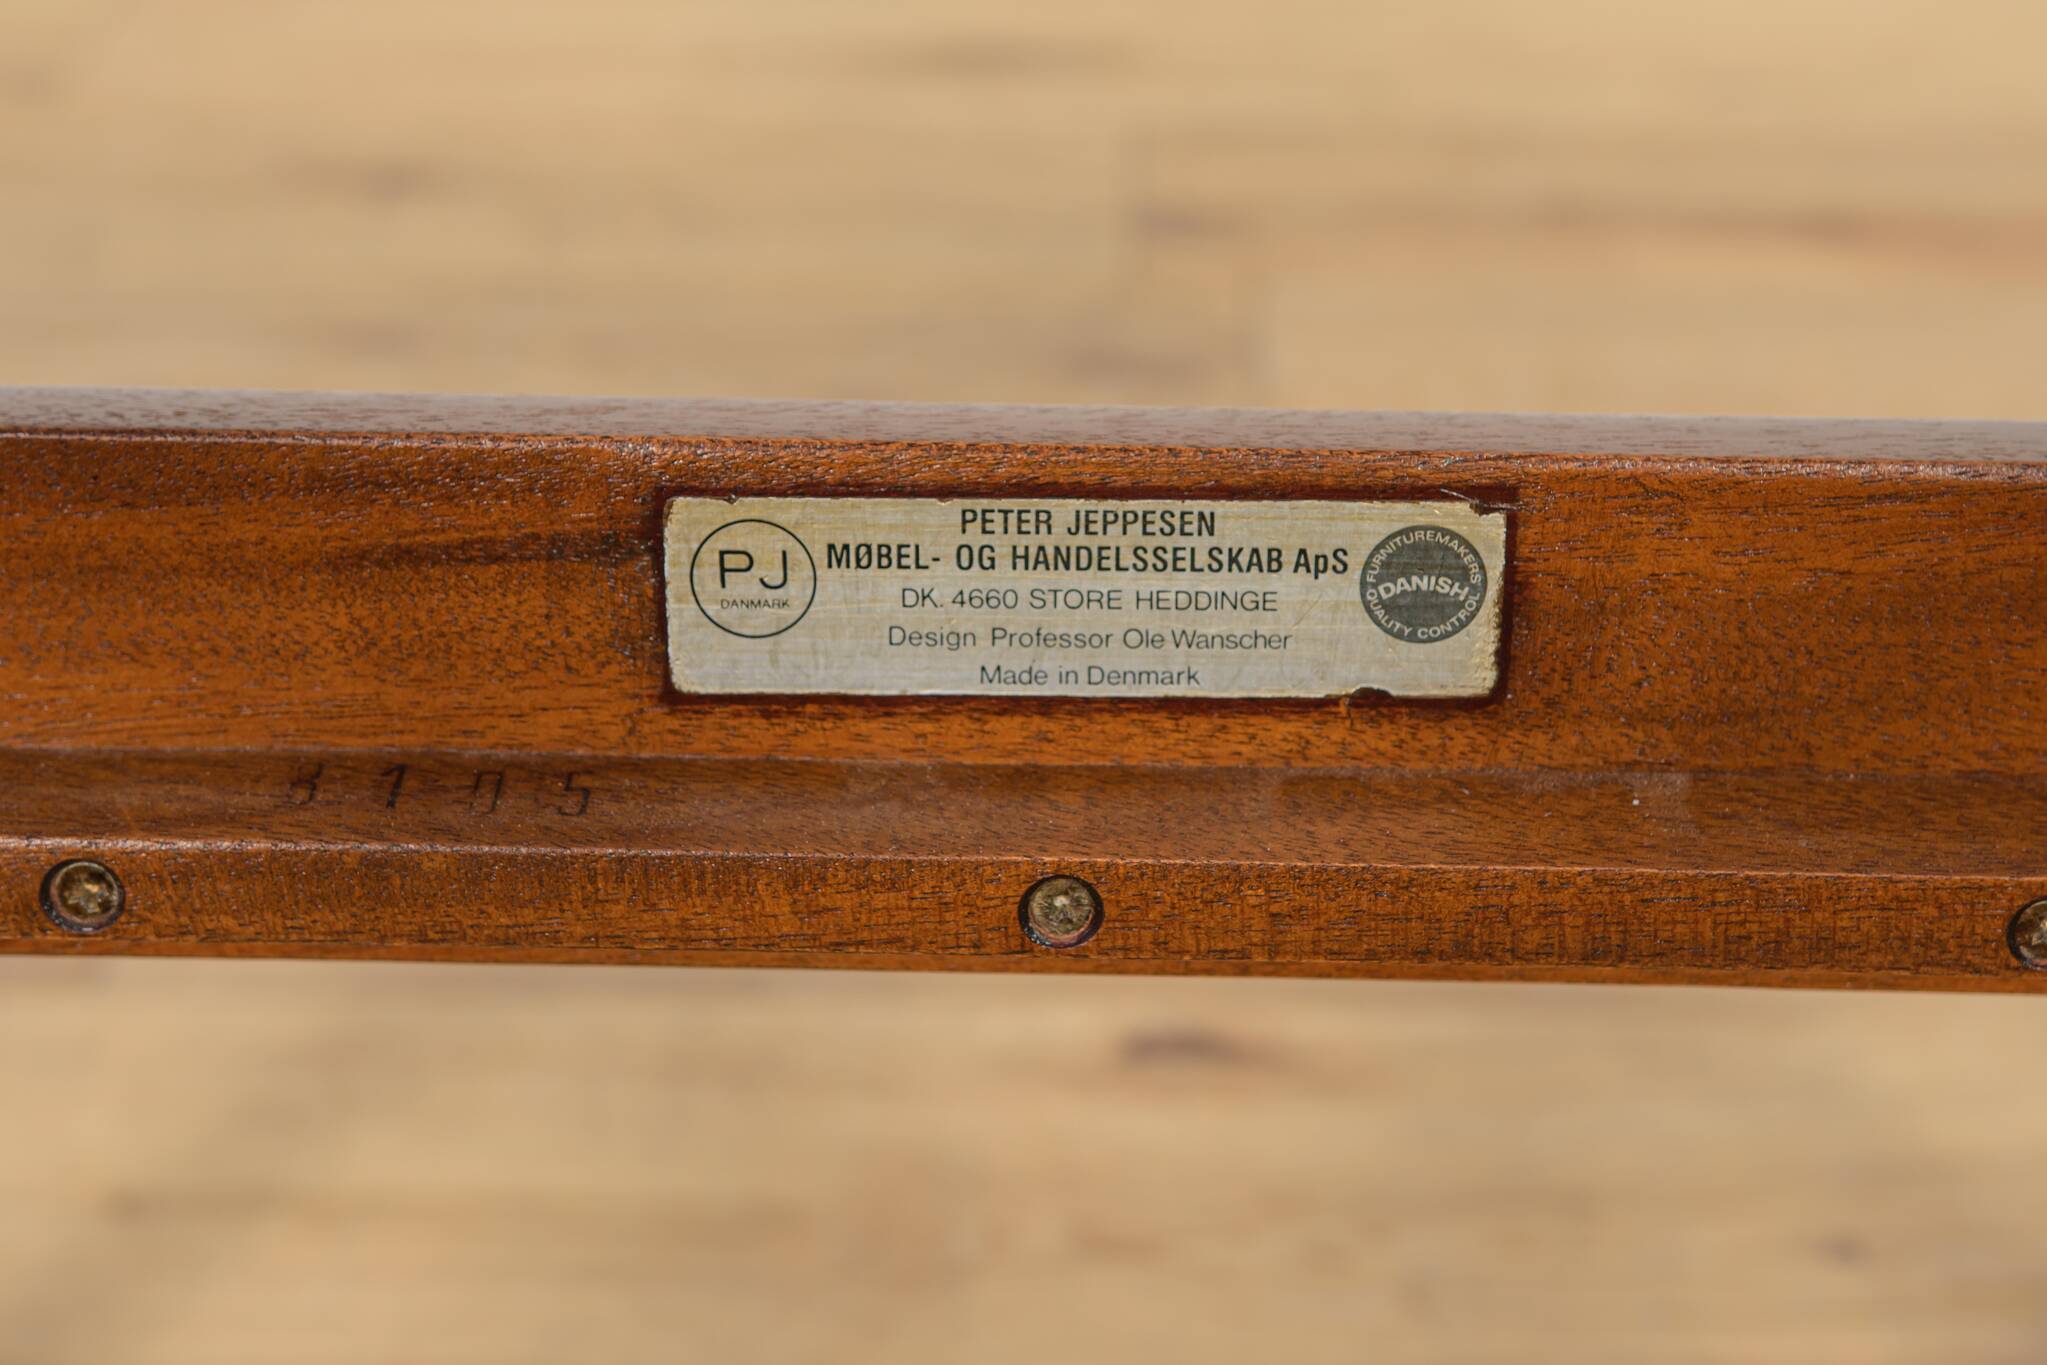 PJ
DANMARK
PETER JEPPESEN
MØBEL- OG HANDELSSELSKAB ApS
DK. 4660 STORE HEDDINGE
Design Professor Ole Wanscher
Made in Denmark
FURNITUREMAKERS'
DANISH
QUALITY CONTROL
8105